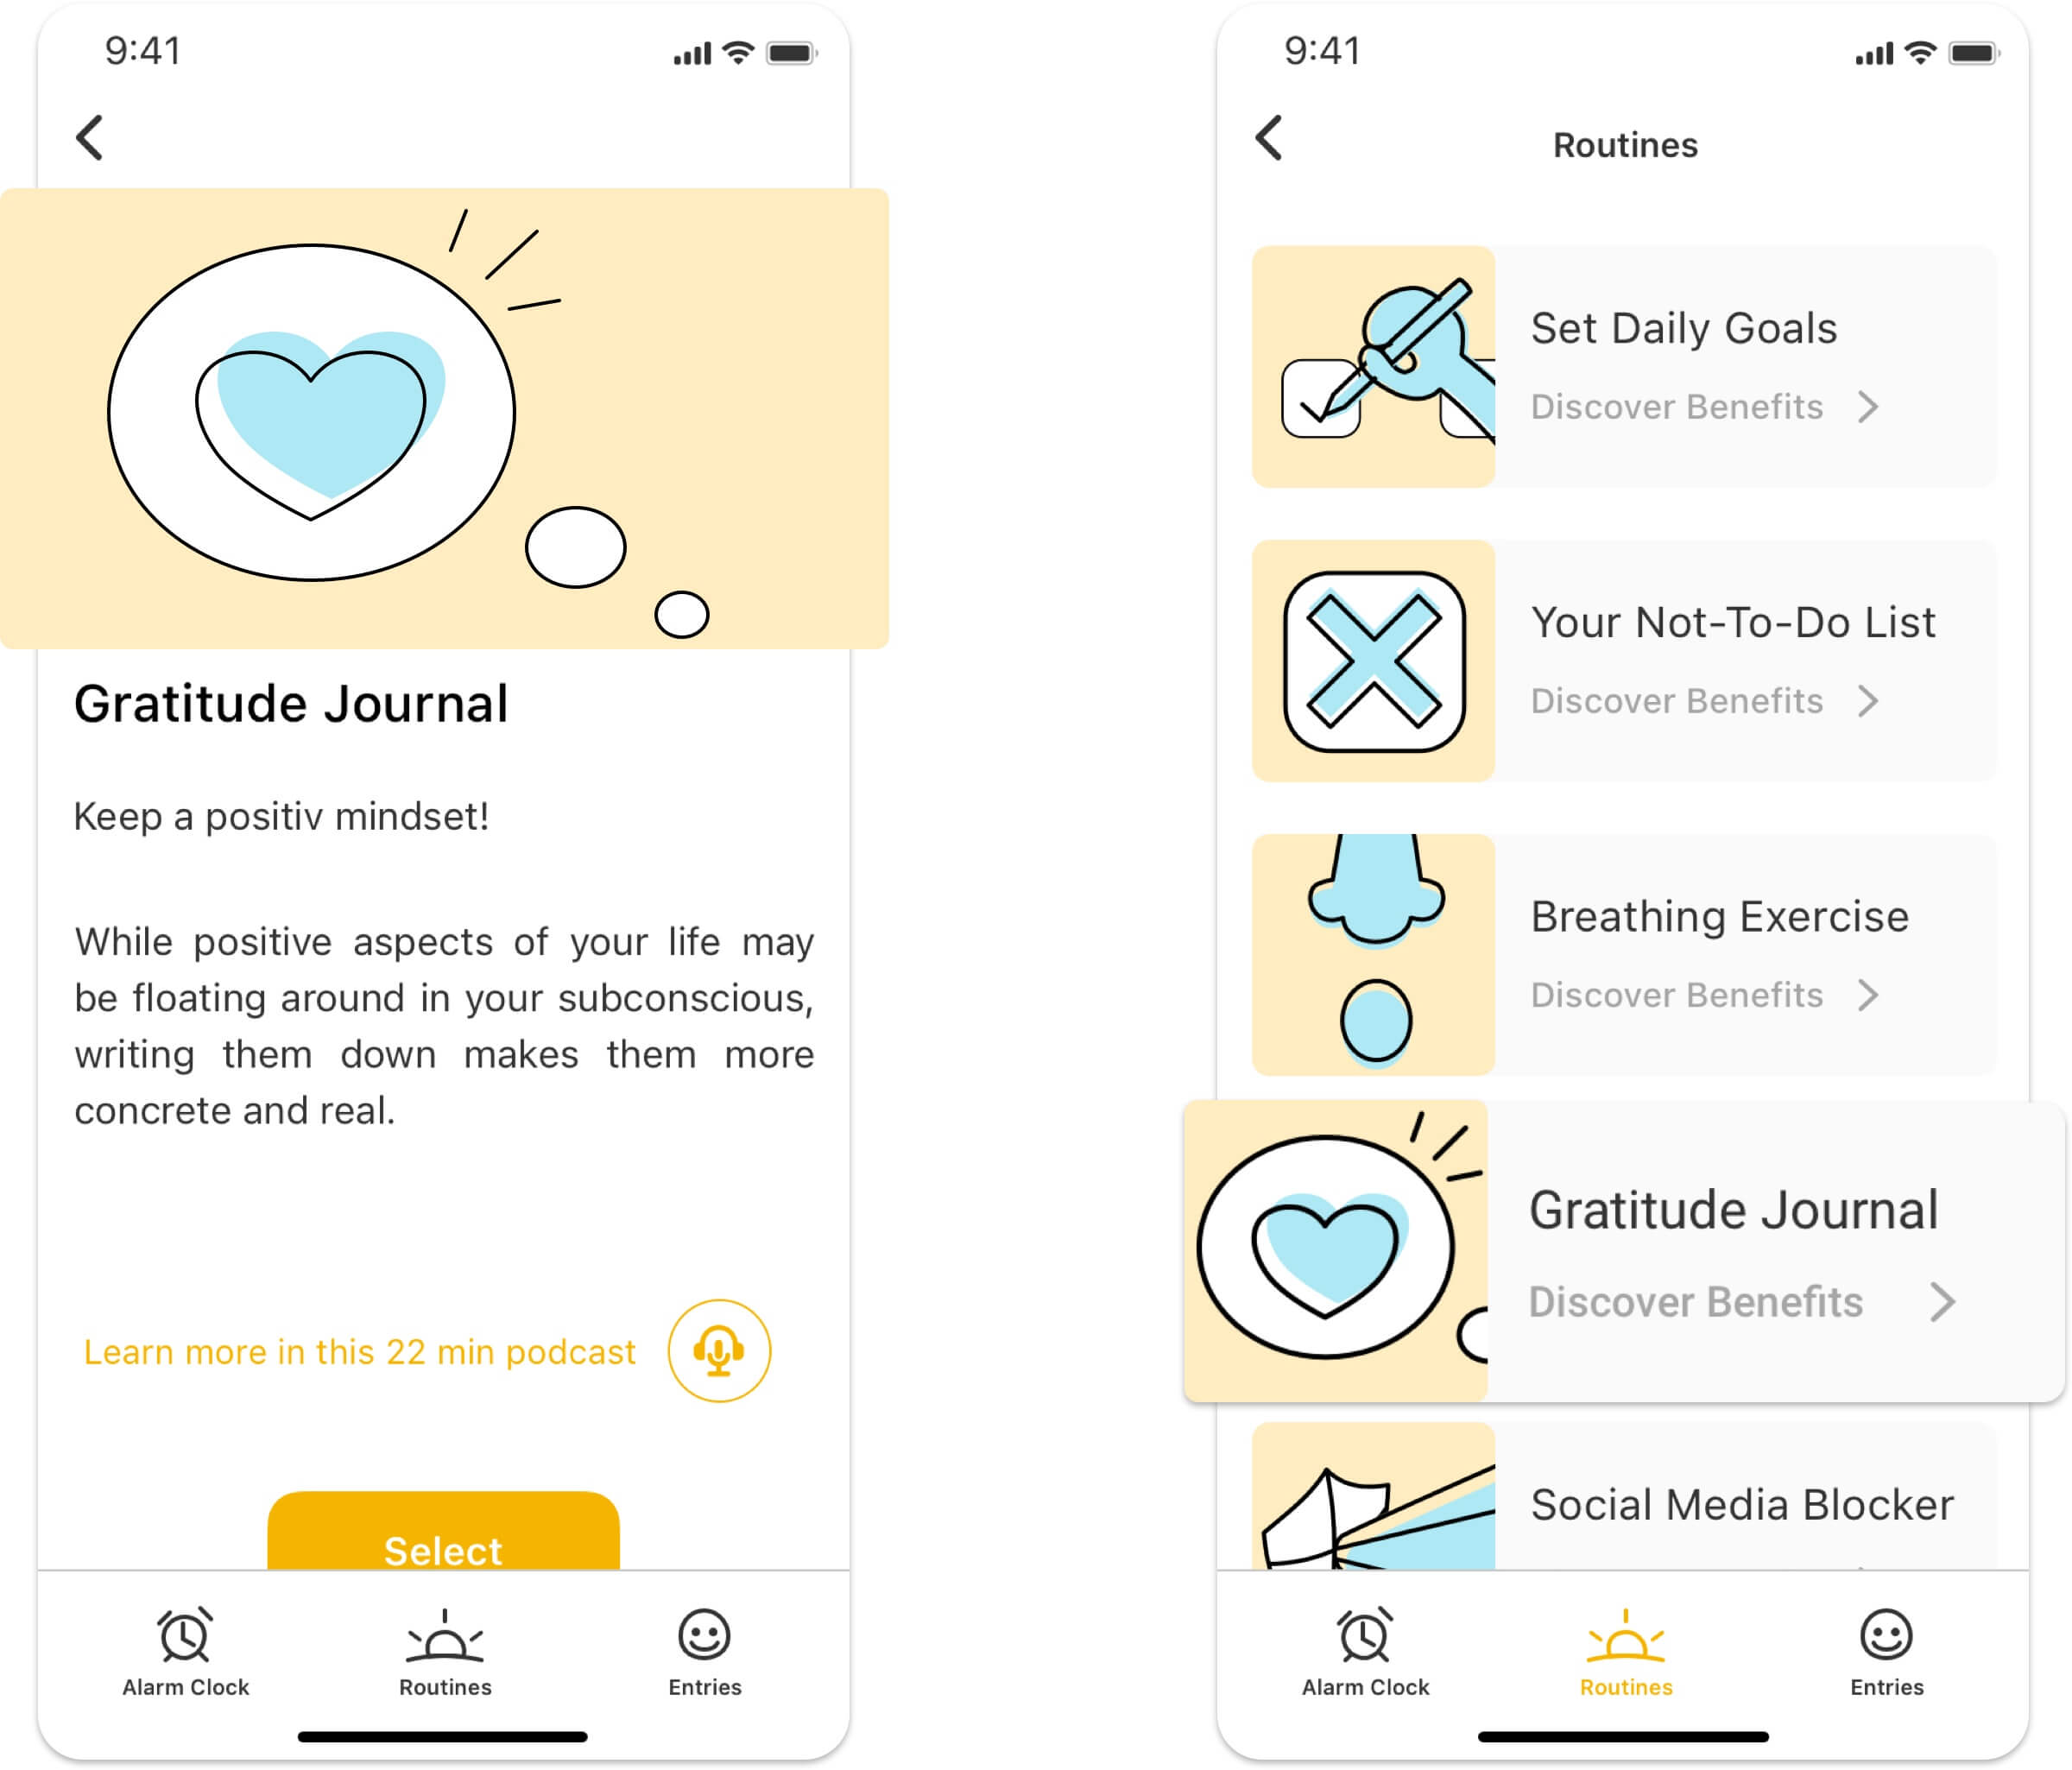 9:41
Gratitude Journal
Keep a positiv mindset!
While positive aspects of your life may
be floating around in your subconscious,
writing them down makes them more
concrete and real.
Learn more in this 22 min podcast
Select
Alarm Clock
Routines
Entries
9:41
Routines
Set Daily Goals
Discover Benefits
Your Not-To-Do List
Discover Benefits
Breathing Exercise
Discover Benefits
Gratitude Journal
Discover Benefits
Social Media Blocker
Alarm Clock
Routines
Entries